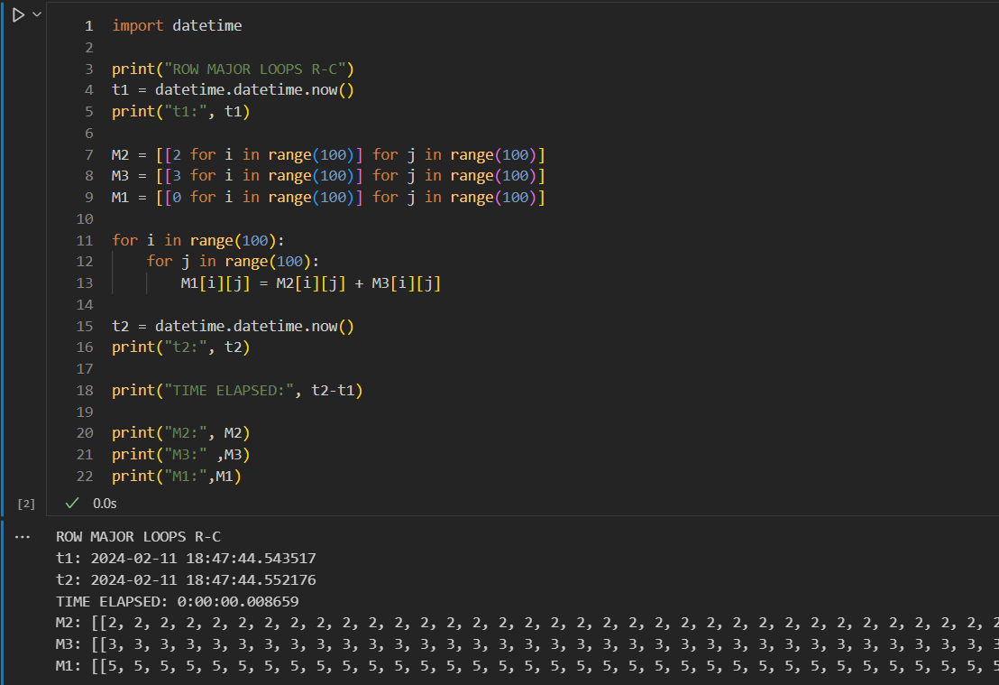 1 import datetime
2
3 print("ROW MAJOR LOOPS R-C")
4 t1 = datetime.datetime.now()
5 print("t1:", t1)
6
7 M2 = [[2 for i in range(100)] for j in range(100)]
8 M3 = [[3 for i in range(100)] for j in range(100)]
9 M1 = [[0 for i in range(100)] for j in range(100)]
10
11 for i in range(100):
12     for j in range(100):
13         M1[i][j] = M2[i][j] + M3[i][j]
14
15 t2 = datetime.datetime.now()
16 print("t2:", t2)
17
18 print("TIME ELAPSED:", t2-t1)
19
20 print("M2:", M2)
21 print("M3:" ,M3)
22 print("M1:",M1)
[2] ✓ 0.0s
... ROW MAJOR LOOPS R-C
t1: 2024-02-11 18:47:44.543517
t2: 2024-02-11 18:47:44.552176
TIME ELAPSED: 0:00:00.008659
M2: [[2, 2, 2, 2, 2, 2, 2, 2, 2, 2, 2, 2, 2, 2, 2, 2, 2, 2, 2, 2, 2, 2, 2, 2, 2, 2, 2, 2, 2, 2, 2, 2, 2, 2, 2
M3: [[3, 3, 3, 3, 3, 3, 3, 3, 3, 3, 3, 3, 3, 3, 3, 3, 3, 3, 3, 3, 3, 3, 3, 3, 3, 3, 3, 3, 3, 3, 3, 3, 3, 3, 3
M1: [[5, 5, 5, 5, 5, 5, 5, 5, 5, 5, 5, 5, 5, 5, 5, 5, 5, 5, 5, 5, 5, 5, 5, 5, 5, 5, 5, 5, 5, 5, 5, 5, 5, 5, 5